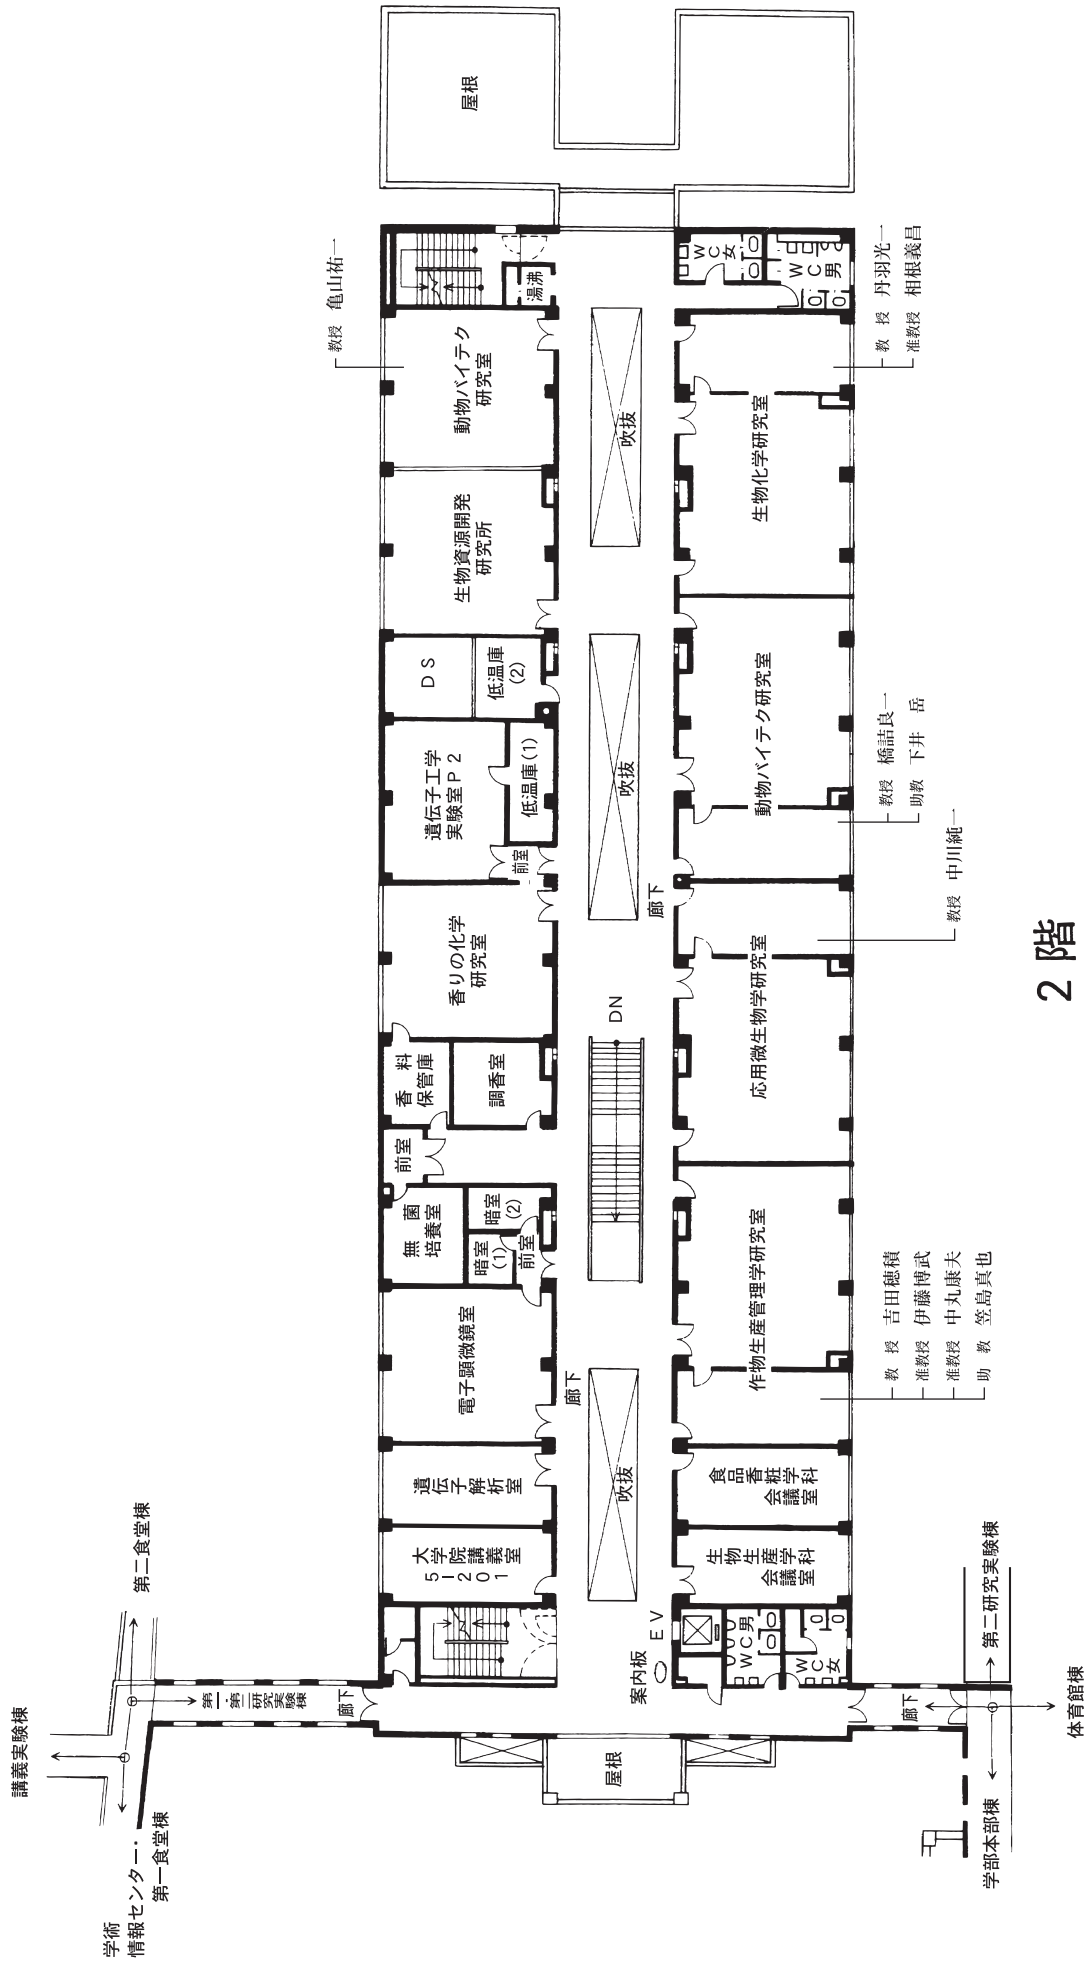 2 階
講義実験棟
学術
情報センター・
第一食堂棟
第二食堂棟
第一・第三
研究実験棟
廊下
大学院講義室
5 1 2 0 1
遺伝子
解析室
電子顕微鏡室
無菌
培養室
暗室
(1)
暗室
(2)
前室
前室
香料
保管庫
調香室
香りの化学
研究室
遺伝子工学
実験室P2
前室
低温庫(1)
DS
低温庫
(2)
生物資源開発
研究所
動物バイテク
研究室
教授 亀山祐一
湯沸
屋根
屋根
案内板
EV
吹抜
廊下
DN
廊下
吹抜
吹抜
WC男
WC女
生物生産学科
会議室
食品香粧学科
会議室
作物生産管理学研究室
教 授 吉田穂積
准教授 伊藤博武
准教授 中丸康夫
助 教 笠島真也
応用微生物学研究室
教授 中川純一
動物バイテク研究室
教授 橋詰良一
助教 下井 岳
生物化学研究室
教 授 丹羽光一
准教授 相根義昌
WC女
WC男
廊下
第二研究実験棟
学部本部棟
体育館棟